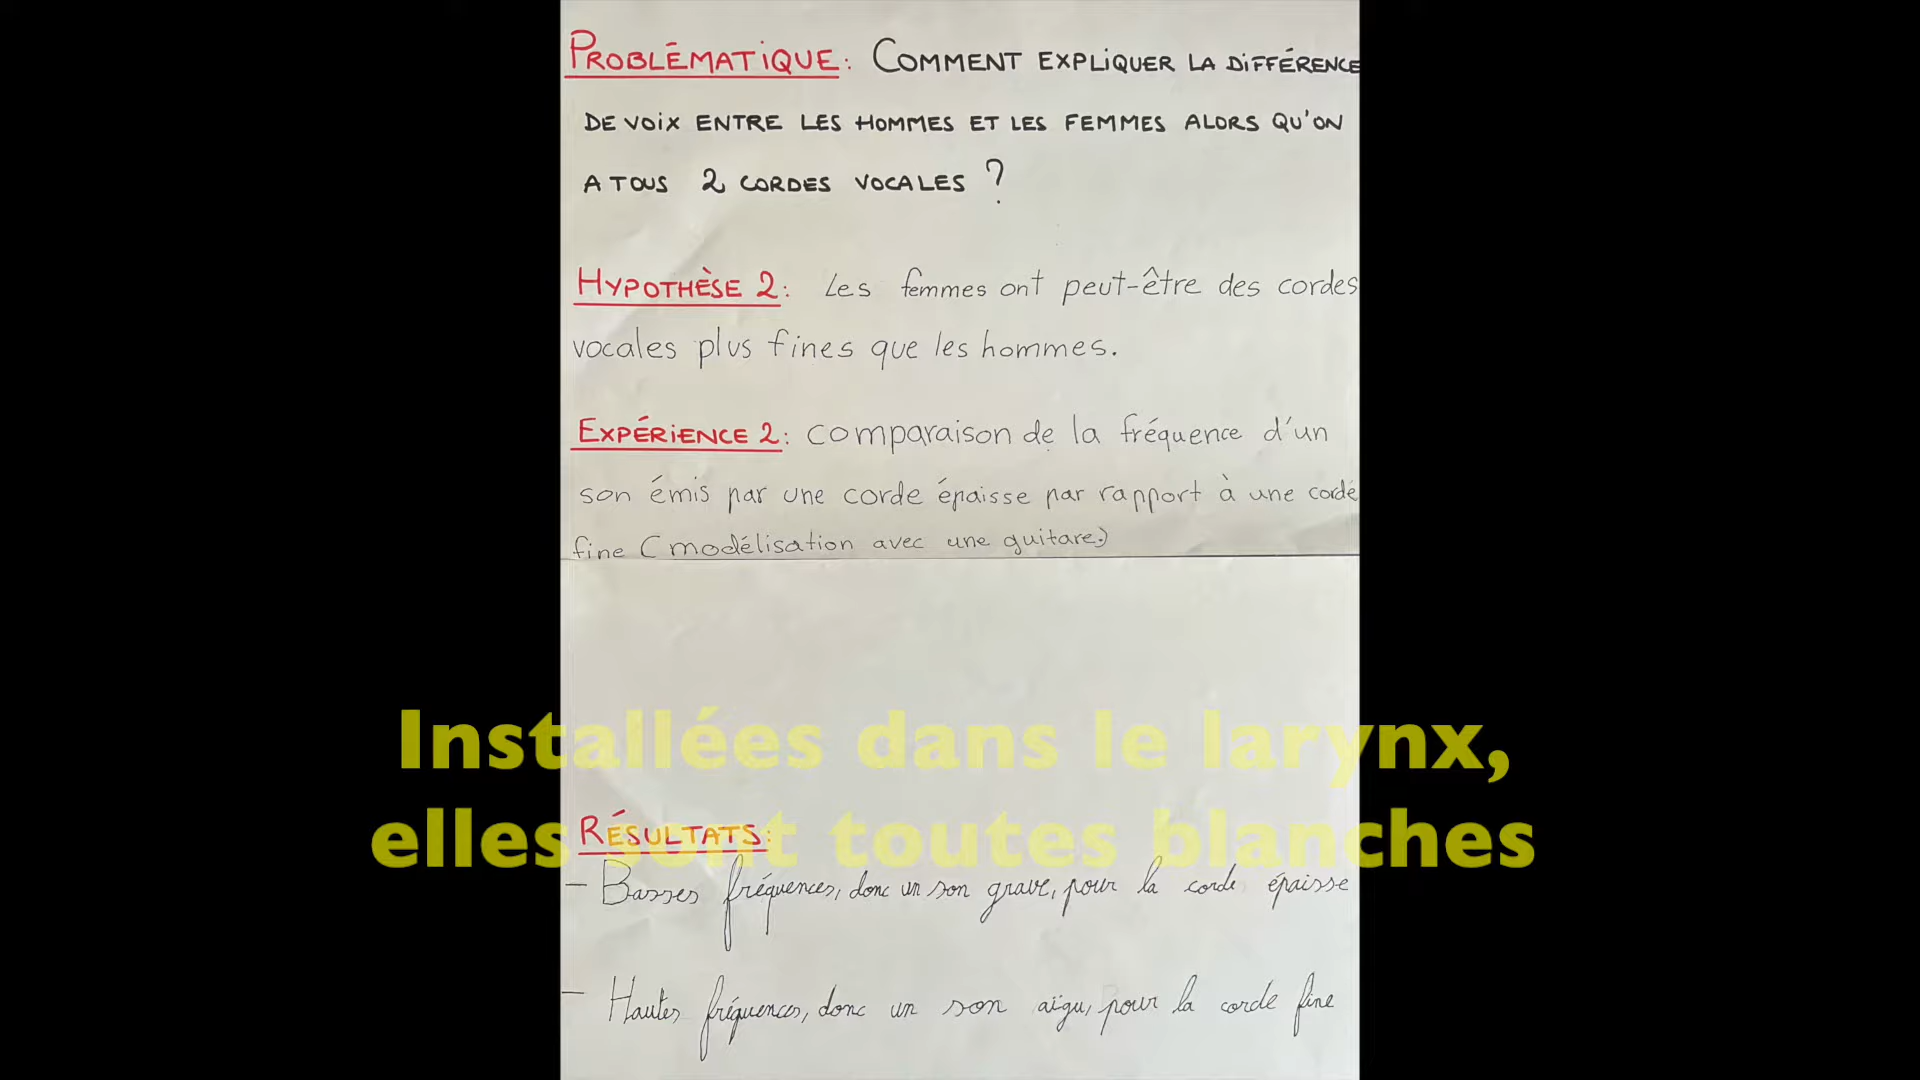 PROBLÉMATIQUE: COMMENT EXPLIQUER LA DIFFÉRENCE
DE VOIX ENTRE LES HOMMES ET LES FEMMES ALORS QU'ON
A TOUS 2 CORDES VOCALES ?
HYPOTHÈSE 2: Les femmes ont peut-être des cordes
vocales plus fines que les hommes.
EXPÉRIENCE 2: comparaison de la fréquence d'un
son émis par une corde épaisse par rapport à une corde
fine (modélisation avec une guitare.)
Installées dans le larynx,
elles sont toutes blanches
RÉSULTATS:
- Basses fréquences, donc un son grave, pour la corde épaisse
- Hautes fréquences, donc un son aïgu, pour la corde fine